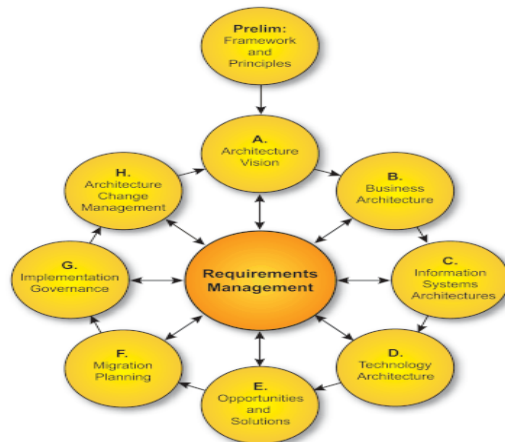 Prelim:
Framework
and
Principles
A.
Architecture
Vision
H.
Architecture
Change
Management
B.
Business
Architecture
G.
Implementation
Governance
Requirements
Management
C.
Information
Systems
Architectures
F.
Migration
Planning
D.
Technology
Architecture
E.
Opportunities
and
Solutions